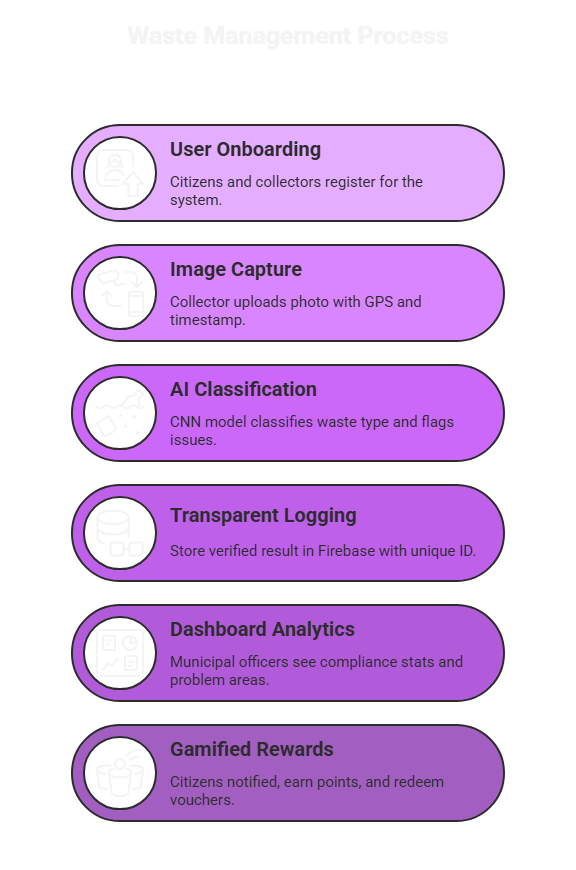 Waste Management Process
User Onboarding
Citizens and collectors register for the
system.
Image Capture
Collector uploads photo with GPS and
timestamp.
AI Classification
CNN model classifies waste type and flags
issues.
Transparent Logging
Store verified result in Firebase with unique ID.
Dashboard Analytics
Municipal officers see compliance stats and
problem areas.
Gamified Rewards
Citizens notified, earn points, and redeem
vouchers.